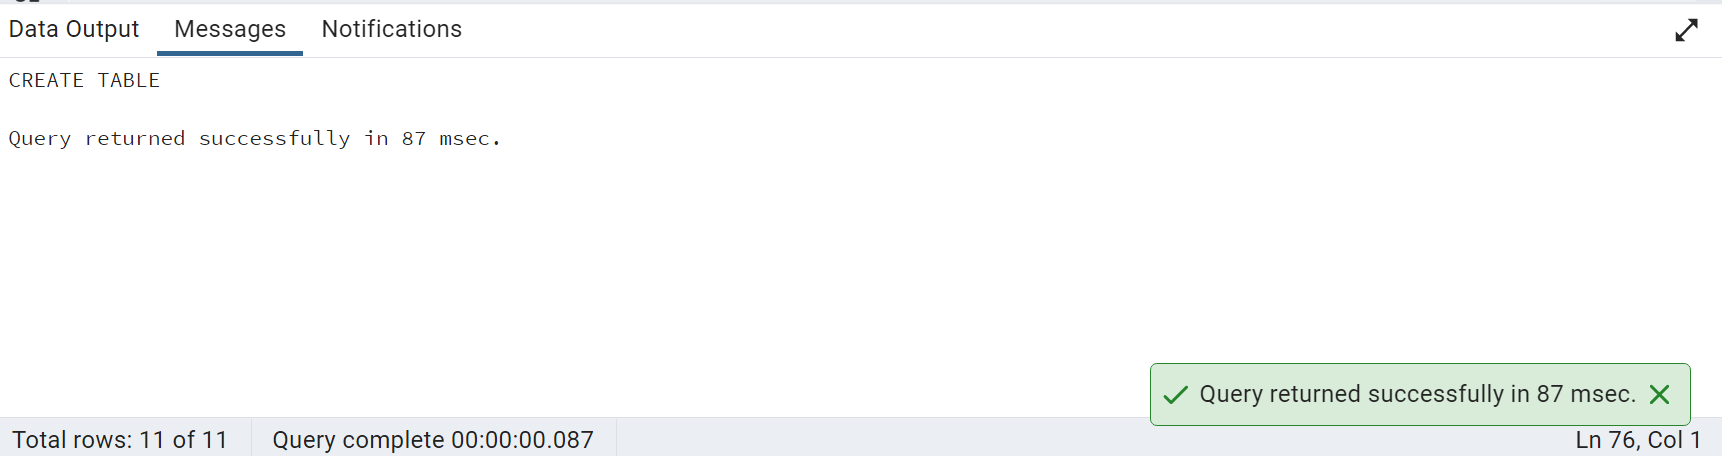 Data Output Messages Notifications
CREATE TABLE
Query returned successfully in 87 msec.
Query returned successfully in 87 msec.
Total rows: 11 of 11 Query complete 00:00:00.087 Ln 76, Col 1